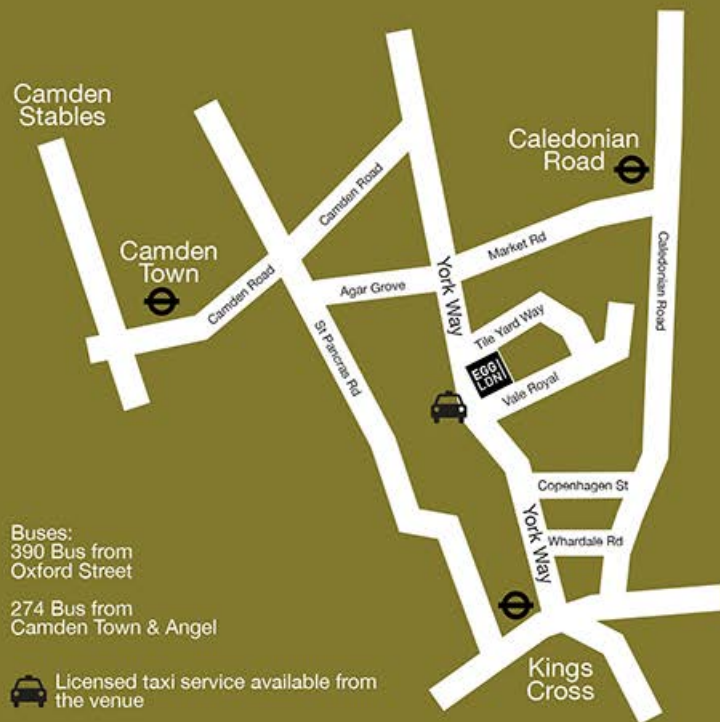 Camden
Stables
Caledonian
Road
Camden Road
Camden
Town
Market Rd
Caledonian Road
York Way
Camden Road
Agar Grove
Tile Yard Way
St Pancras Rd
EGG
LDN
Vale Royal
Copenhagen St
York Way
Whardale Rd
Buses:
390 Bus from
Oxford Street
274 Bus from
Camden Town & Angel
Kings
Cross
Licensed taxi service available from
the venue